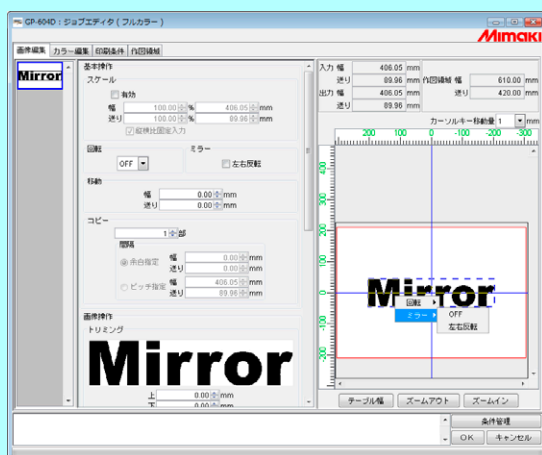 GP-604D : ジョブエディタ ( フルカラー )
Mimaki
画像編集 カラー編集 印刷条件 作図領域
Mirror
基本操作
スケール
有効
幅 100.00 % 406.05 mm
送り 100.00 % 89.96 mm
縦横比固定入力
回転 ミラー
OFF 左右反転
移動
幅 0.00 mm
送り 0.00 mm
コピー
1 部
間隔
余白指定 幅 0.00 mm
送り 0.00 mm
ピッチ指定 幅 406.05 mm
送り 89.96 mm
画像操作
トリミング
Mirror
上 0.00 mm
下 0.00 mm
入力 幅 406.05 mm 作図領域 幅 610.00 mm
送り 89.96 mm 送り 420.00 mm
出力 幅 406.05 mm
送り 89.96 mm
カーソルキー移動量 1 mm
200 100 0 -100 -200 -300
400
300
200
100
0
-100
-200
Mirror
回転
ミラー OFF
左右反転
テーブル幅 ズームアウト ズームイン
条件管理
OK キャンセル